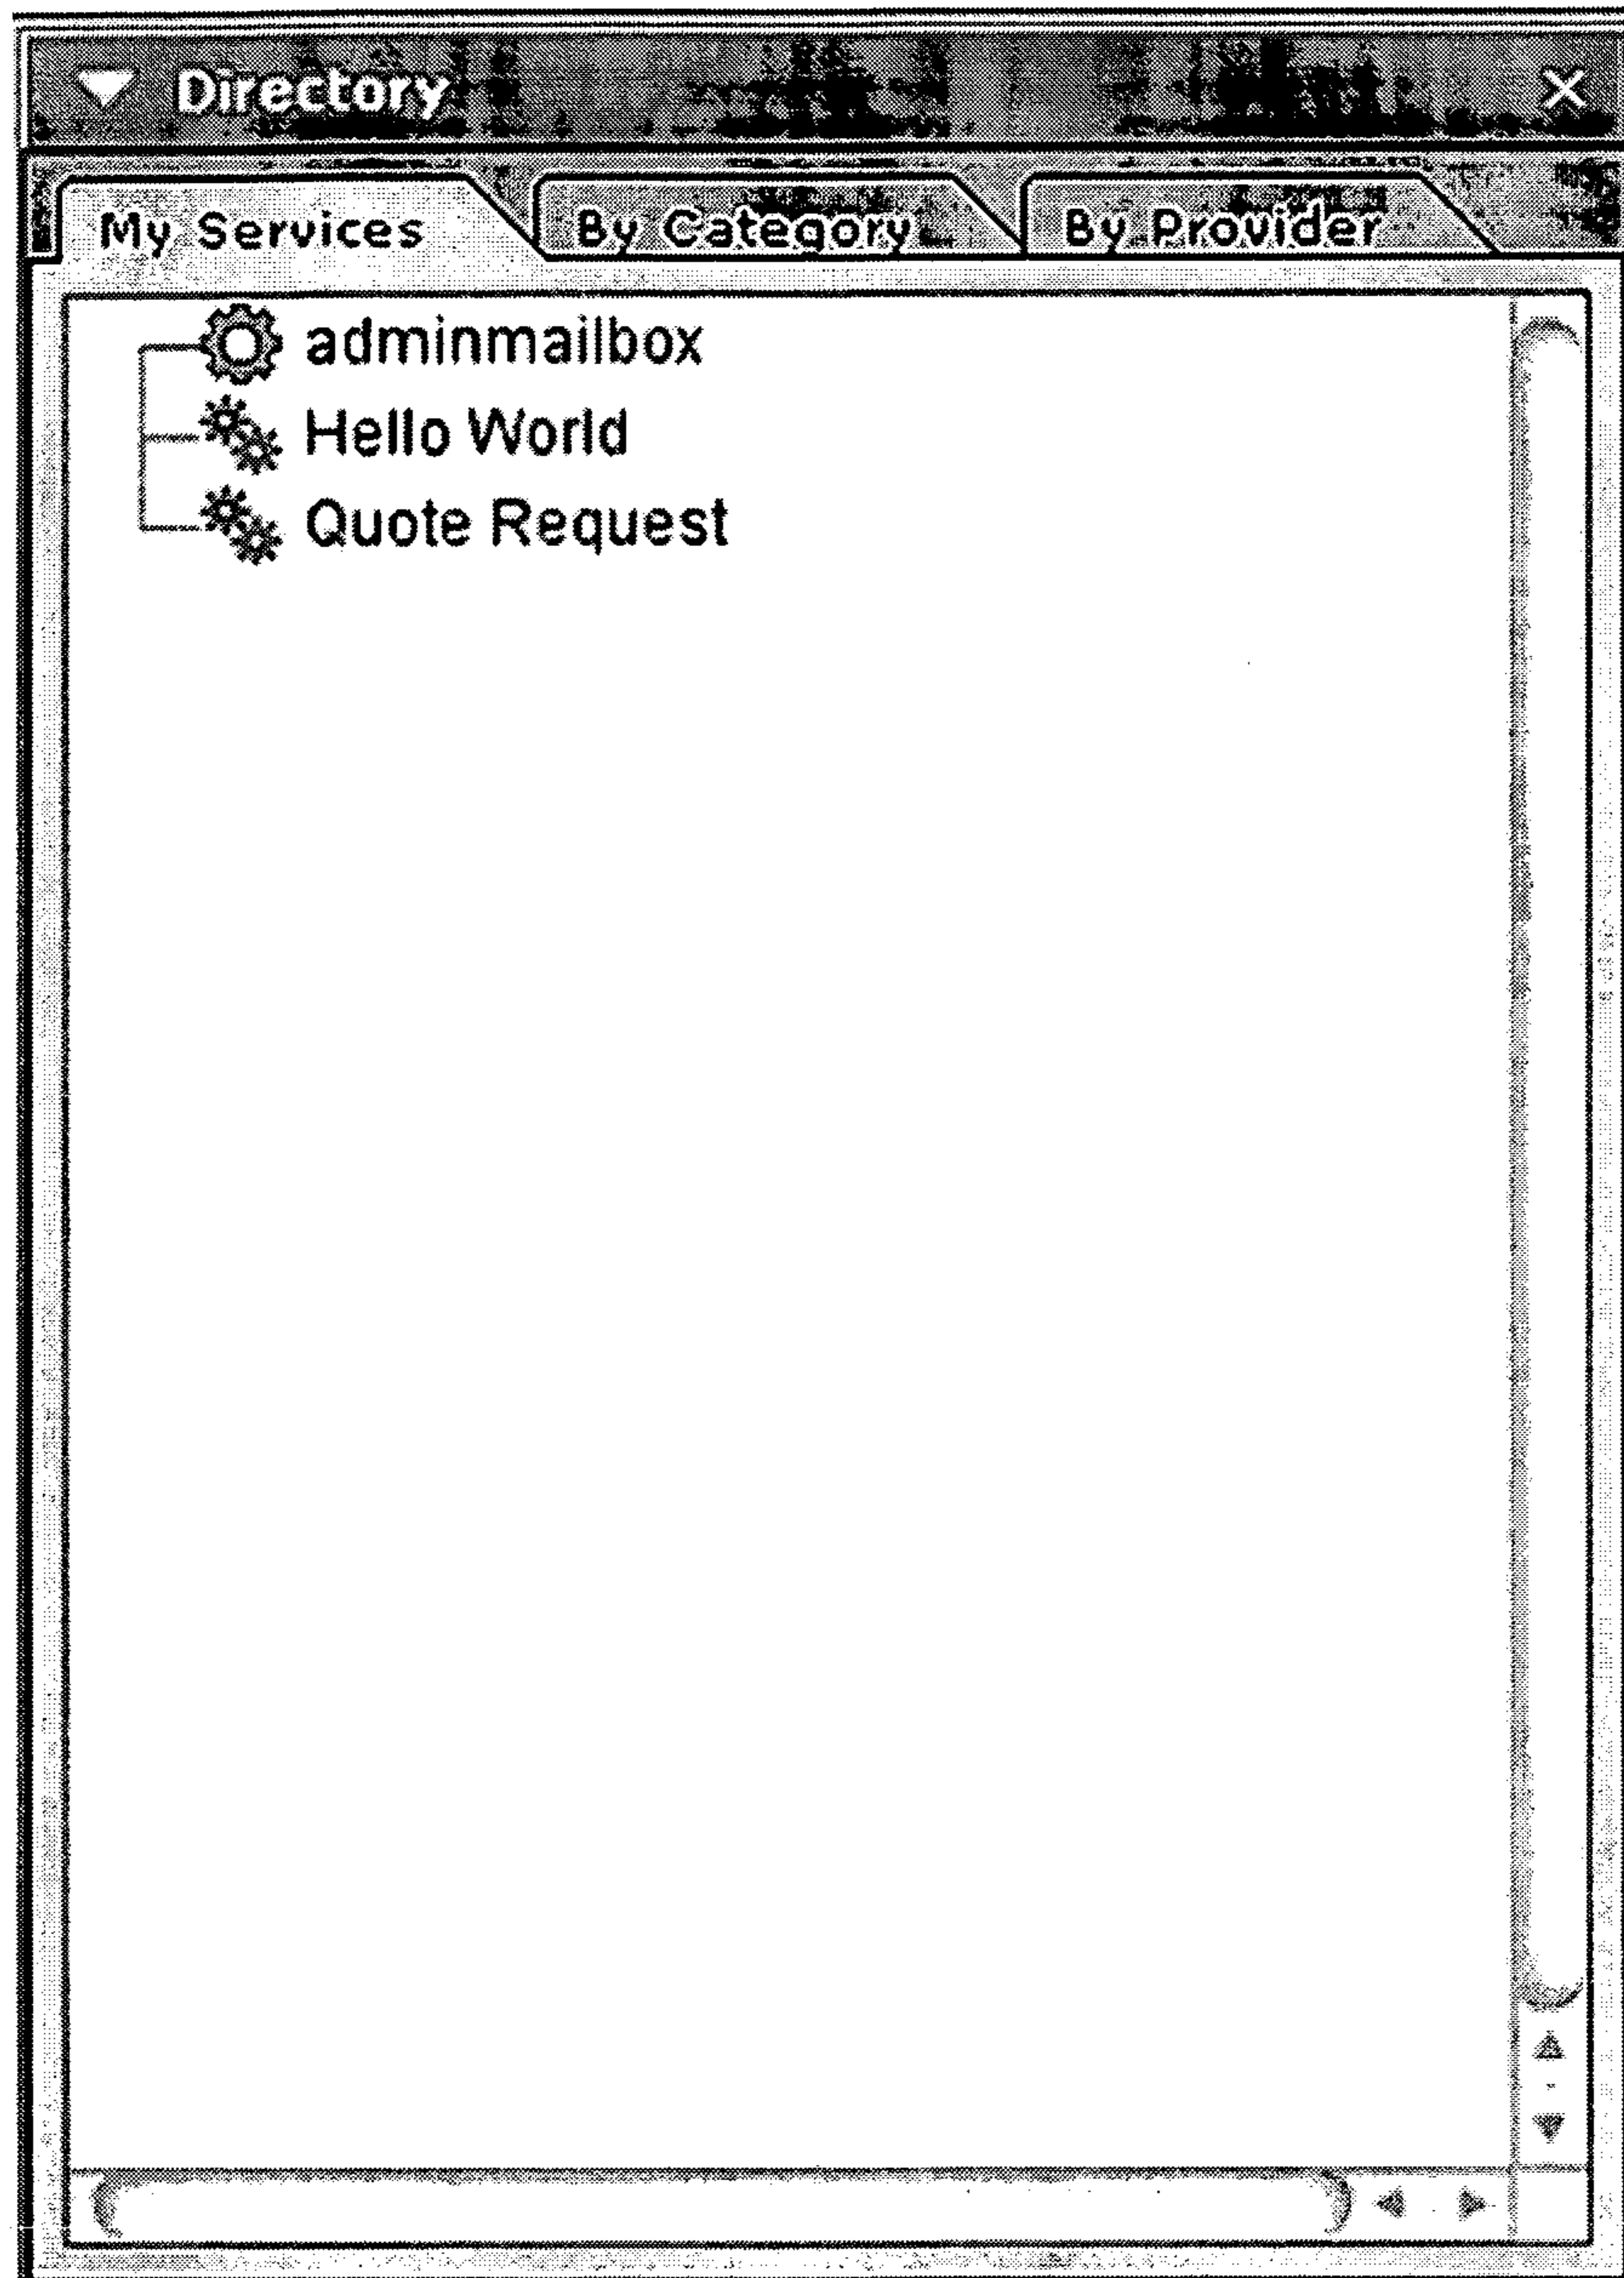 Directory
My Services By Category By Provider
adminmailbox
Hello World
Quote Request